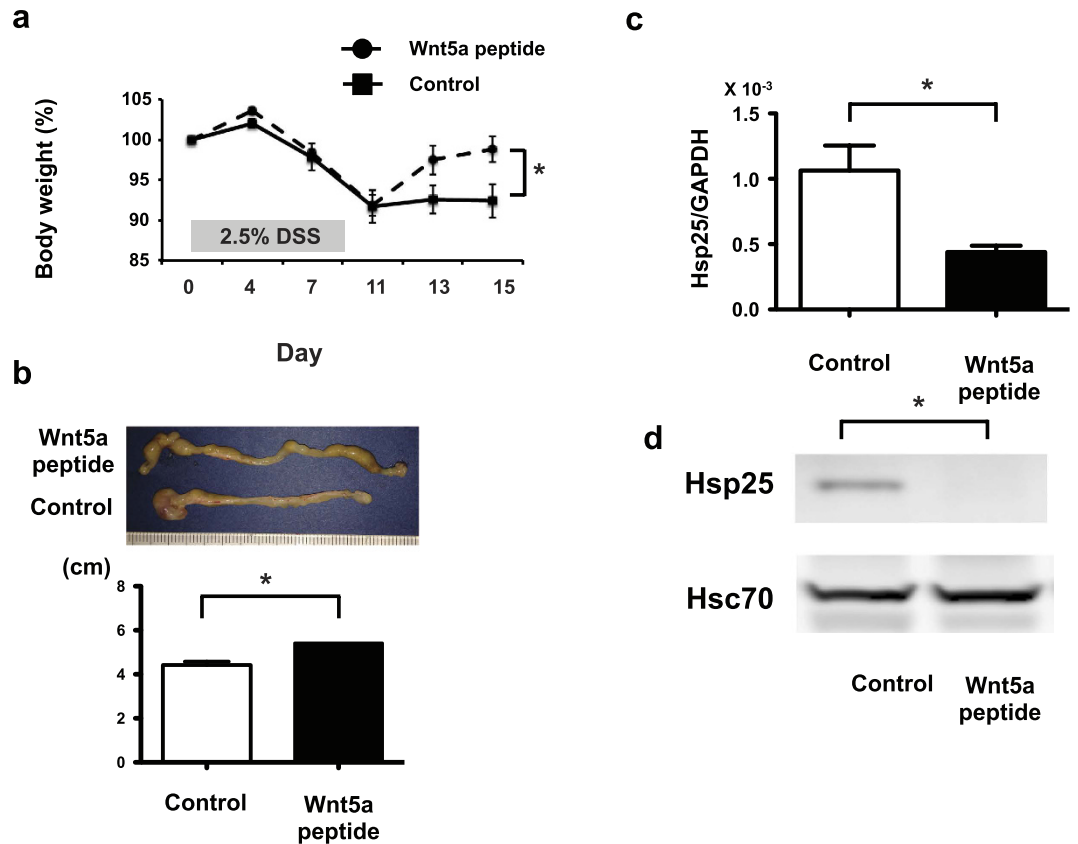 a
Wnt5a peptide
Control
Body weight (%)
105
100
95
90
85
2.5% DSS
*
0 4 7 11 13 15
Day
b
Wnt5a
peptide
Control
(cm)
8
6
4
2
0
*
Control
Wnt5a
peptide
c
X 10-3
Hsp25/GAPDH
1.5
1.0
0.5
0.0
*
Control
Wnt5a
peptide
d
*
Hsp25
Hsc70
Control
Wnt5a
peptide